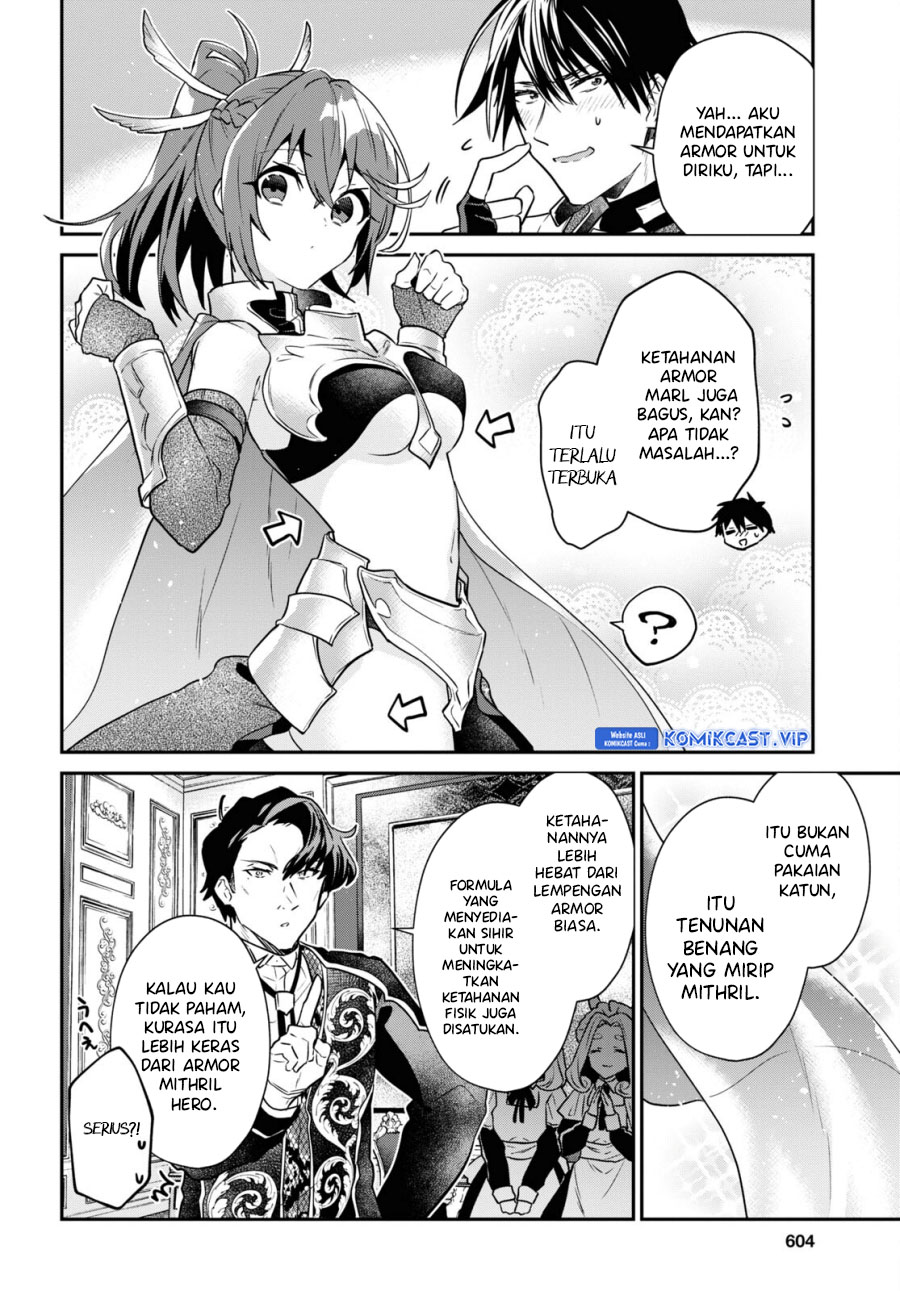 YAH... AKU
MENDAPATKAN
ARMOR UNTUK
DIRIKU, TAPI...
KETAHANAN
ARMOR
MARL JUGA
BAGUS, KAN?
APA TIDAK
MASALAH...?
ITU
TERLALU
TERBUKA
?
Website ASLI
KOMIKCAST Cuma :
KOMIKCAST.VIP
ITU BUKAN
CUMA
PAKAIAN
KATUN,
ITU
TENUNAN
BENANG
YANG MIRIP
MITHRIL.
KETAHA-
NANNYA
LEBIH
HEBAT DARI
LEMPENGAN
ARMOR
BIASA.
FORMULA
YANG
MENYEDIA-
KAN SIHIR
UNTUK
MENINGKA-
TKAN
KETAHANAN
FISIK JUGA
DISATUKAN.
KALAU KAU
TIDAK PAHAM,
KURASA ITU
LEBIH KERAS
DARI ARMOR
MITHRIL
HERO.
SERIUS?!
604